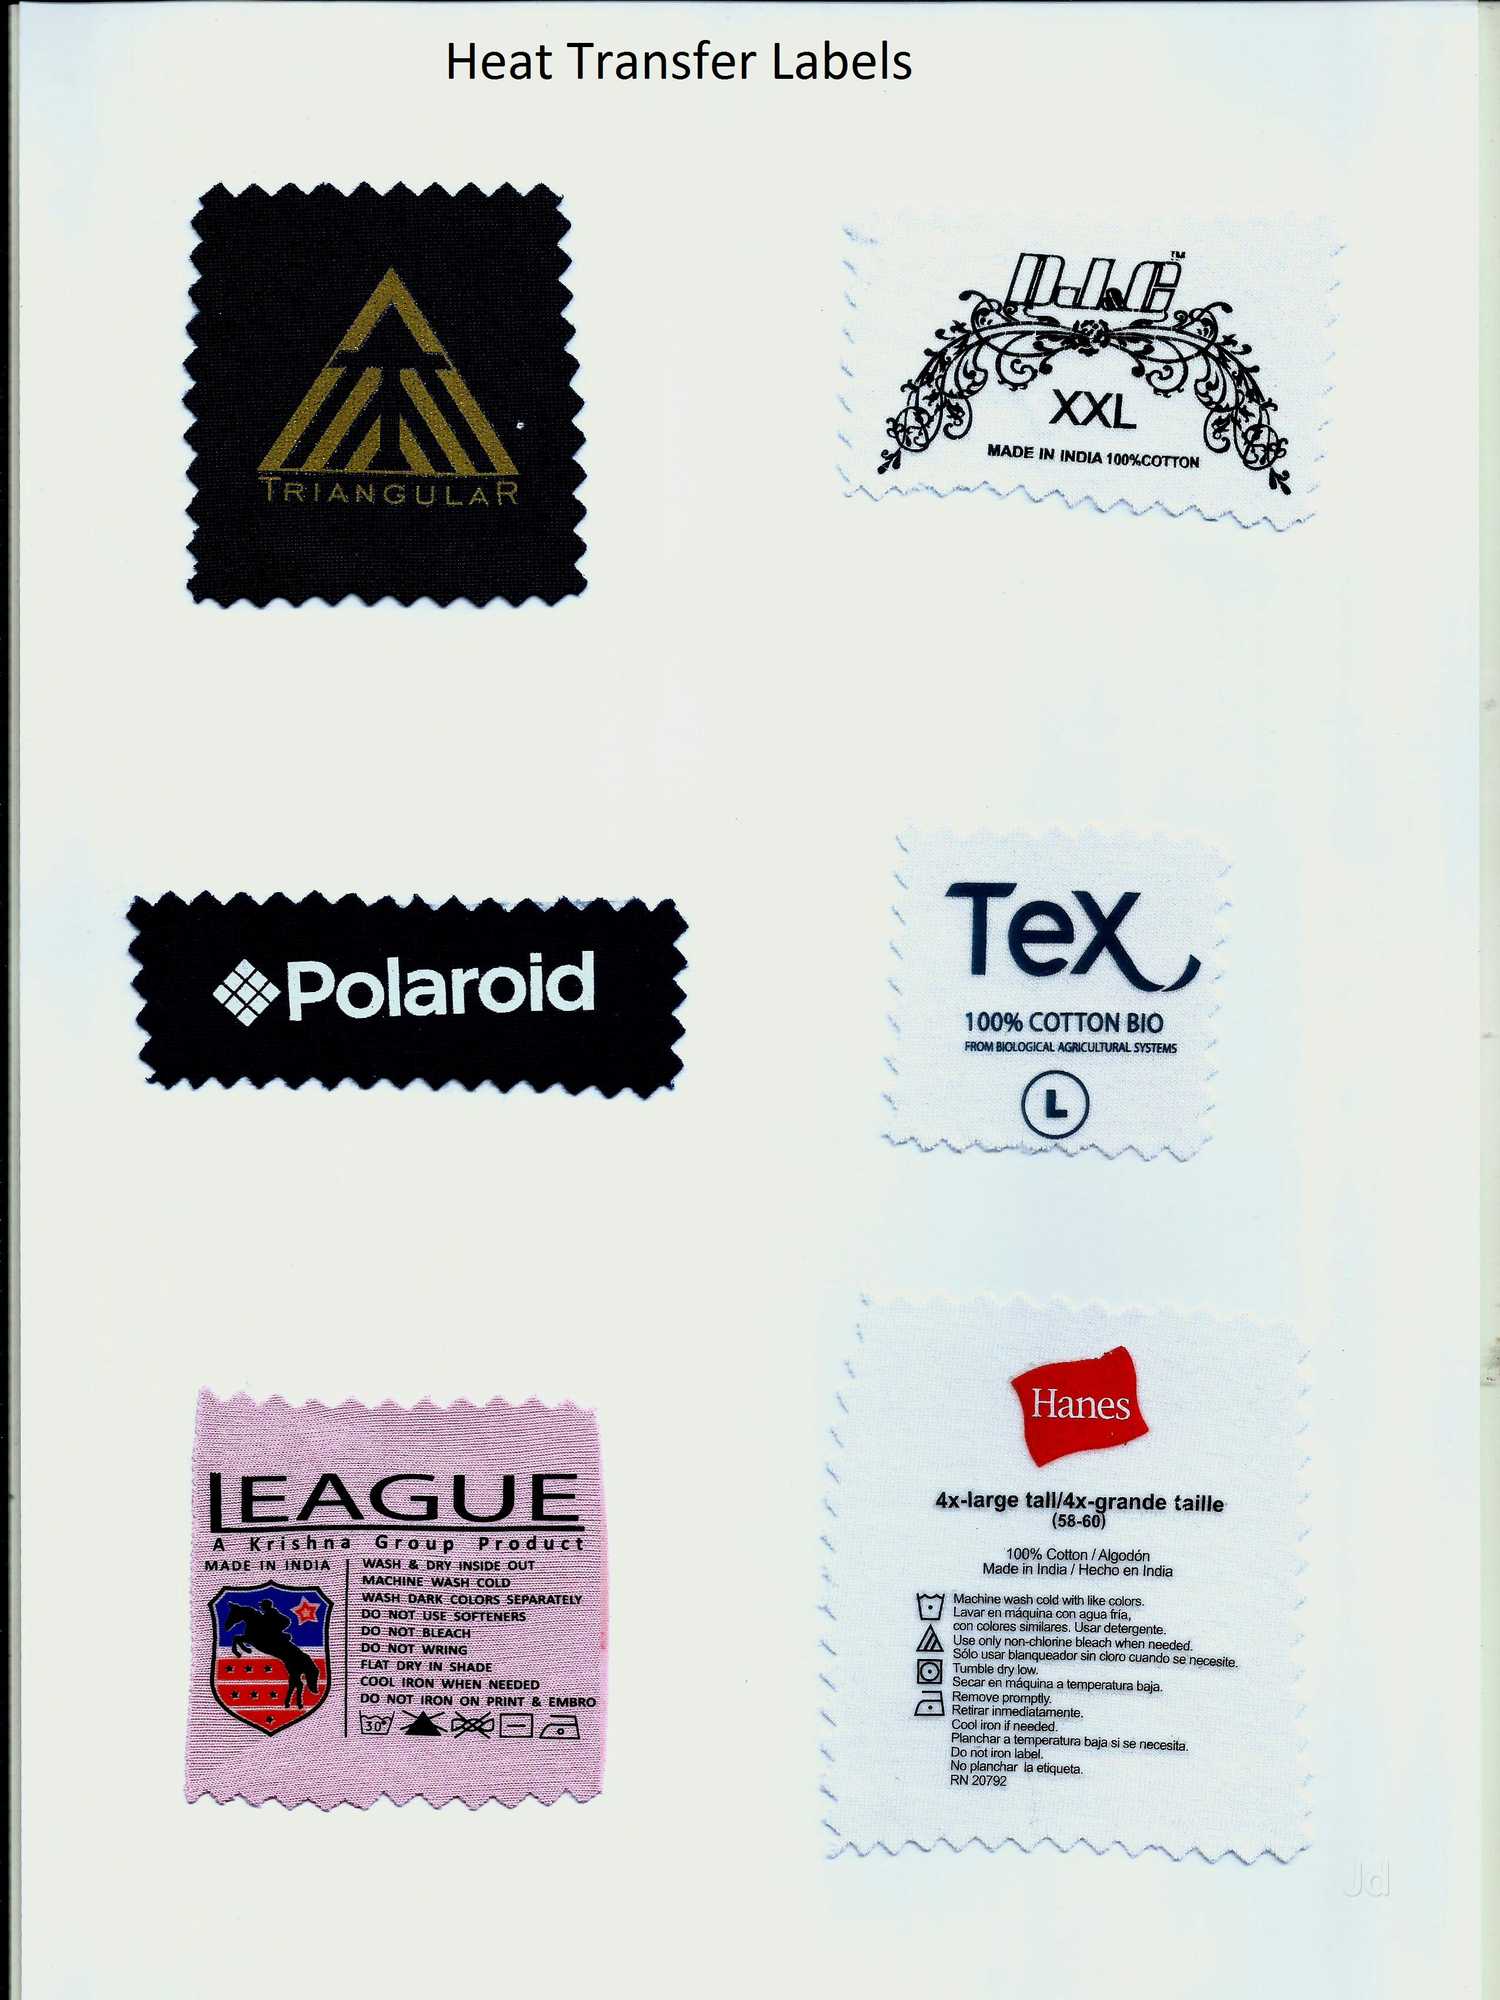 Heat Transfer Labels
TRIANGULAR
TM
XXL
MADE IN INDIA 100%COTTON
Polaroid
Tex
100% COTTON BIO
FROM BIOLOGICAL AGRICULTURAL SYSTEMS
L
LEAGUE
A Krishna Group Product
MADE IN INDIA
WASH & DRY INSIDE OUT
MACHINE WASH COLD
WASH DARK COLORS SEPARATELY
DO NOT USE SOFTENERS
DO NOT BLEACH
DO NOT WRING
FLAT DRY IN SHADE
COOL IRON WHEN NEEDED
DO NOT IRON ON PRINT & EMBRO
30°
Hanes
4x-large tall/4x-grande taille
(58-60)
100% Cotton / Algodón
Made in India / Hecho en India
Machine wash cold with like colors.
Lavar en máquina con agua fría,
con colores similares. Usar detergente.
Use only non-chlorine bleach when needed.
Sólo usar blanqueador sin cloro cuando se necesite.
Tumble dry low.
Secar en máquina a temperatura baja.
Remove promptly.
Retirar inmediatamente.
Cool iron if needed.
Planchar a temperatura baja si se necesita.
Do not iron label.
No planchar la etiqueta.
RN 20792
Jd